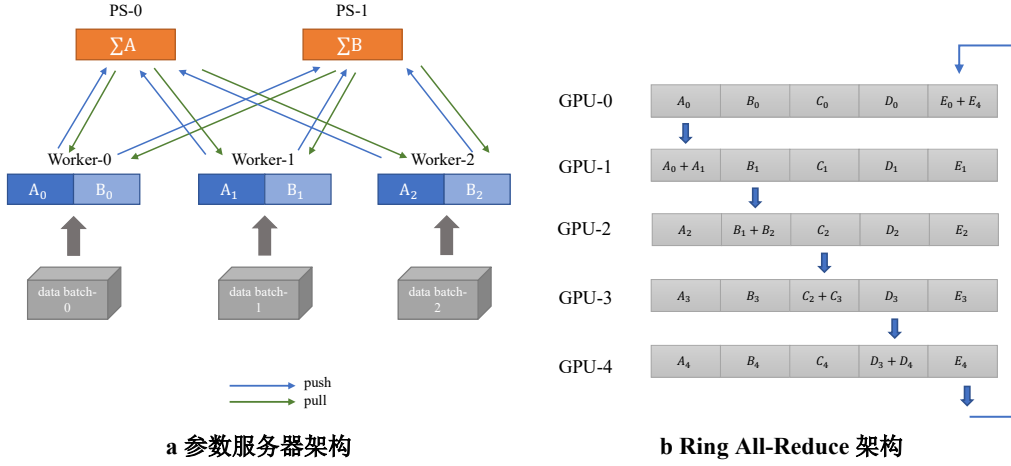 PS-0 PS-1
∑A ∑B
Worker-0 Worker-1 Worker-2
A₀ B₀ A₁ B₁ A₂ B₂
data batch-0 data batch-1 data batch-2
push
pull
a 参数服务器架构
GPU-0 A₀ B₀ C₀ D₀ E₀ + E₄
GPU-1 A₀ + A₁ B₁ C₁ D₁ E₁
GPU-2 A₂ B₁ + B₂ C₂ D₂ E₂
GPU-3 A₃ B₃ C₂ + C₃ D₃ E₃
GPU-4 A₄ B₄ C₄ D₃ + D₄ E₄
b Ring All-Reduce 架构